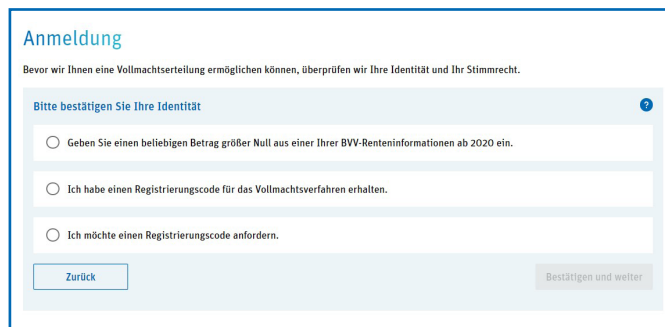 Anmeldung
Bevor wir Ihnen eine Vollmachtserteilung ermöglichen können, überprüfen wir Ihre Identität und Ihr Stimmrecht.
Bitte bestätigen Sie Ihre Identität
?
Geben Sie einen beliebigen Betrag größer Null aus einer Ihrer BVV-Renteninformationen ab 2020 ein.
Ich habe einen Registrierungscode für das Vollmachtsverfahren erhalten.
Ich möchte einen Registrierungscode anfordern.
Zurück
Bestätigen und weiter